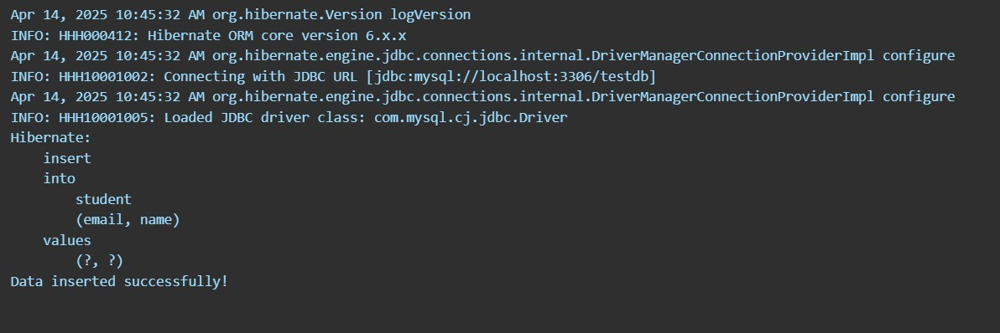 Apr 14, 2025 10:45:32 AM org.hibernate.Version logVersion
INFO: HHH000412: Hibernate ORM core version 6.x.x
Apr 14, 2025 10:45:32 AM org.hibernate.engine.jdbc.connections.internal.DriverManagerConnectionProviderImpl configure
INFO: HHH10001002: Connecting with JDBC URL [jdbc:mysql://localhost:3306/testdb]
Apr 14, 2025 10:45:32 AM org.hibernate.engine.jdbc.connections.internal.DriverManagerConnectionProviderImpl configure
INFO: HHH10001005: Loaded JDBC driver class: com.mysql.cj.jdbc.Driver
Hibernate:
    insert
    into
        student
        (email, name)
    values
        (?, ?)
Data inserted successfully!